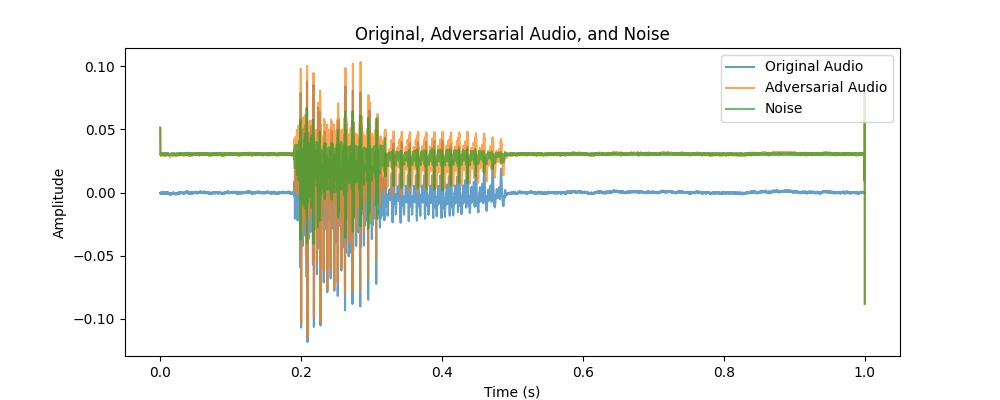 Original, Adversarial Audio, and Noise
Original Audio
Adversarial Audio
Noise
Amplitude
0.10
0.05
0.00
−0.05
−0.10
0.0 0.2 0.4 0.6 0.8 1.0
Time (s)